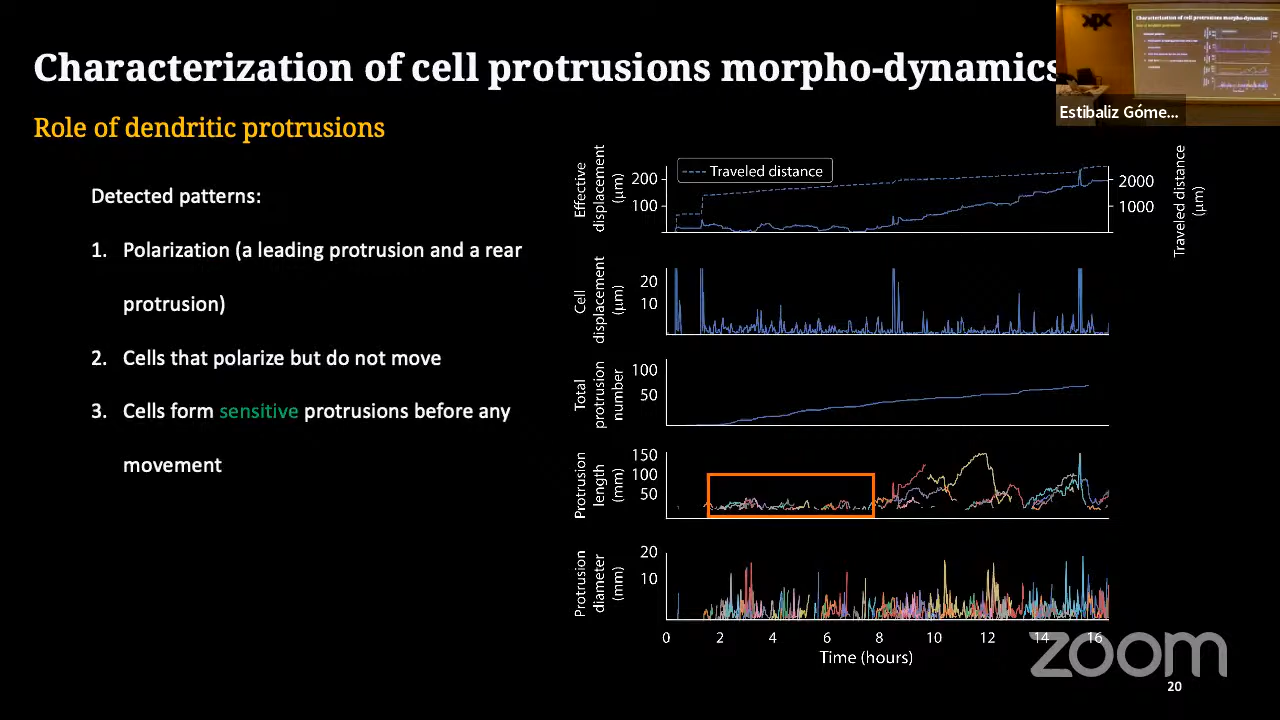 Characterization of cell protrusions morpho-dynamics
Role of dendritic protrusions
Estibaliz Góme...
Detected patterns:
1. Polarization (a leading protrusion and a rear
protrusion)
2. Cells that polarize but do not move
3. Cells form sensitive protrusions before any
movement
Effective
displacement
(μm)
200
100
Traveled distance
2000
1000
Traveled distance
(μm)
Cell
displacement
(μm)
20
10
Total
protrusion
number
100
50
Protrusion
length
(mm)
150
100
50
Protrusion
diameter
(mm)
20
10
0 2 4 6 8 10 12 14 16
Time (hours)
zoom
20